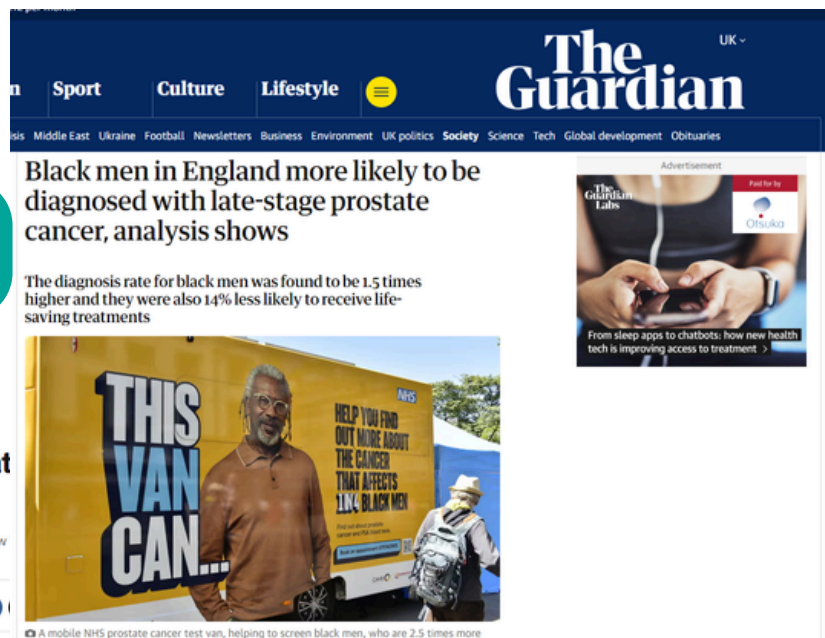 The
Guardian
UK
Sport
Culture
Lifestyle
Middle East Ukraine Football Newsletters Business Environment UK politics Society Science Tech Global development Obituaries
Black men in England more likely to be
diagnosed with late-stage prostate
cancer, analysis shows
The diagnosis rate for black men was found to be 1.5 times
higher and they were also 14% less likely to receive life-
saving treatments
THIS
VAN
CAN...
NHS
HELP YOU FIND
OUT MORE ABOUT
THE CANCER
THAT AFFECTS
1 IN 4 BLACK MEN
Find out about prostate
A mobile NHS prostate cancer test van, helping to screen black men, who are 2.5 times more
Advertisement
The
Guardian
Labs
Paid for by
Otsuka
From sleep apps to chatbots: how new health
tech is improving access to treatment >